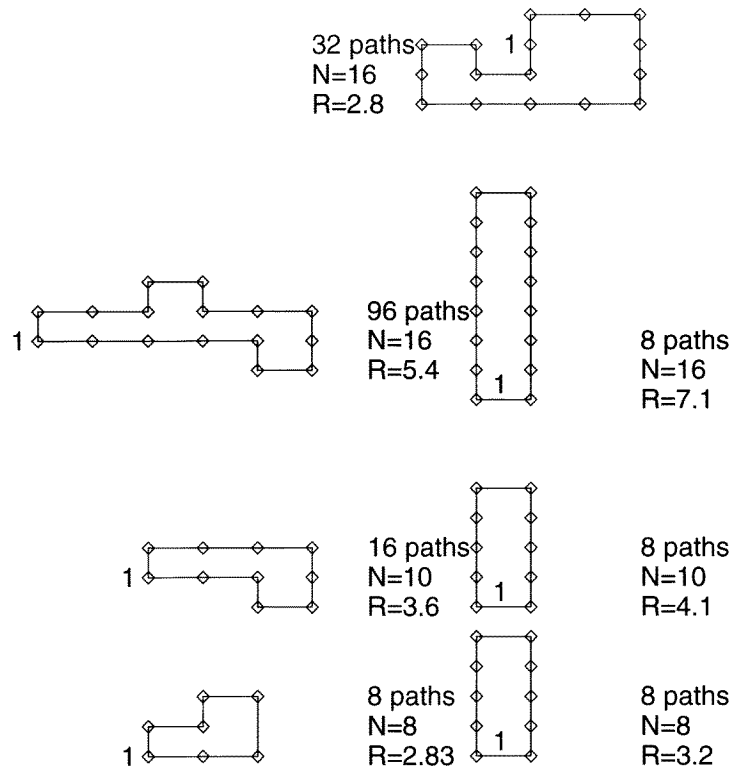 32 paths
1
N=16
R=2.8
96 paths
N=16
R=5.4
1
1
8 paths
N=16
R=7.1
16 paths
N=10
R=3.6
1
1
8 paths
N=10
R=4.1
8 paths
N=8
R=2.83
1
1
8 paths
N=8
R=3.2